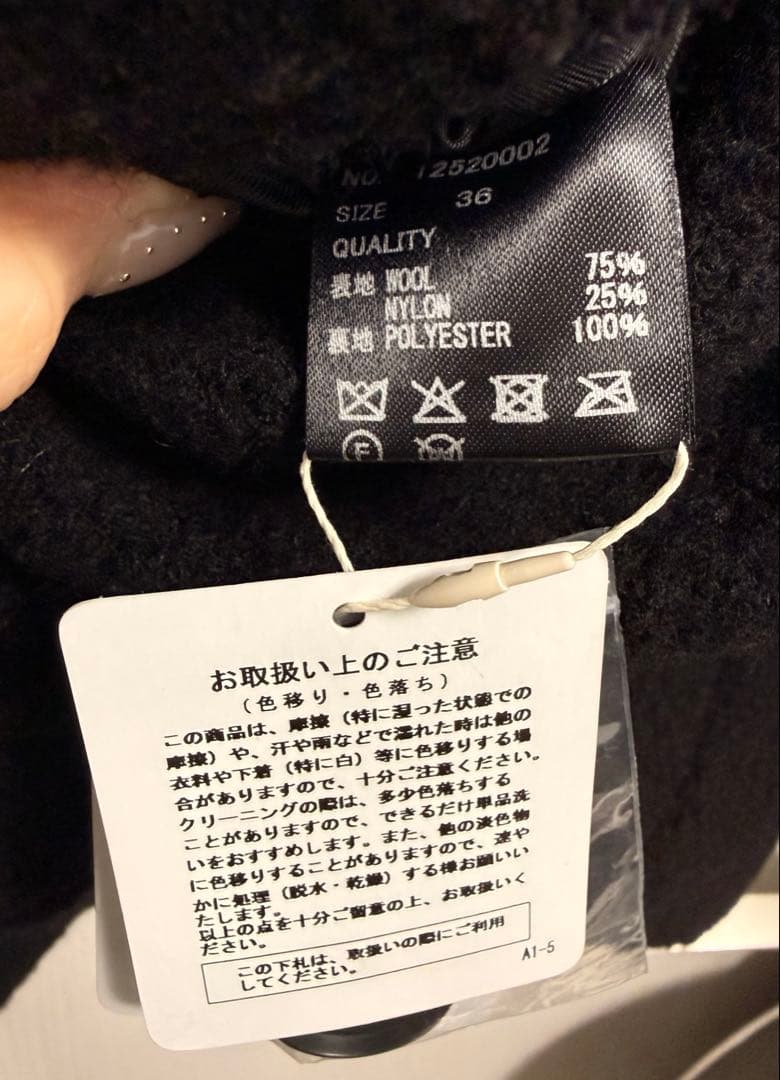 NO. 12520002
SIZE 36
QUALITY
表地 WOOL 75%
NYLON 25%
裏地 POLYESTER 100%
F
W
お取扱い上のご注意
(色移り・色落ち)
この商品は、摩擦(特に湿った状態での
摩擦)や、汗や雨などで濡れた時は他の
衣料や下着(特に白)等に色移りする場
合がありますので、十分ご注意ください。
クリーニングの際は、多少色落ちする
ことがありますので、できるだけ単品洗
いをおすすめします。また、他の淡色物
に色移りすることがありますので、速や
かに処理(脱水・乾燥)する様お願いい
たします。
以上の点を十分ご留意の上、お取扱いく
ださい。
この下札は、取扱いの際にご利用
してください。
A1-5